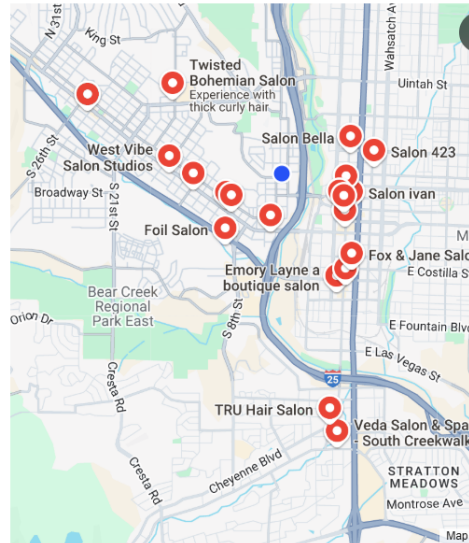 N 31st
King St
Wahsatch Av
Uintah St
Twisted
Bohemian Salon
Experience with
thick curly hair
Salon Bella
Salon 423
S 26th St
West Vibe
Salon Studios
S 21st St
Broadway St
Salon ivan
M
Foil Salon
Fox & Jane Salo
E Costilla St
Emory Layne a
boutique salon
Bear Creek
Regional
Park East
S 8th St
Orion Dr
E Fountain Blv
Cresta Rd
E Las Vegas St
25
TRU Hair Salon
Veda Salon & Spa
- South Creekwalk
Cresta Rd
Cheyenne Blvd
STRATTON
MEADOWS
Montrose Ave
Map